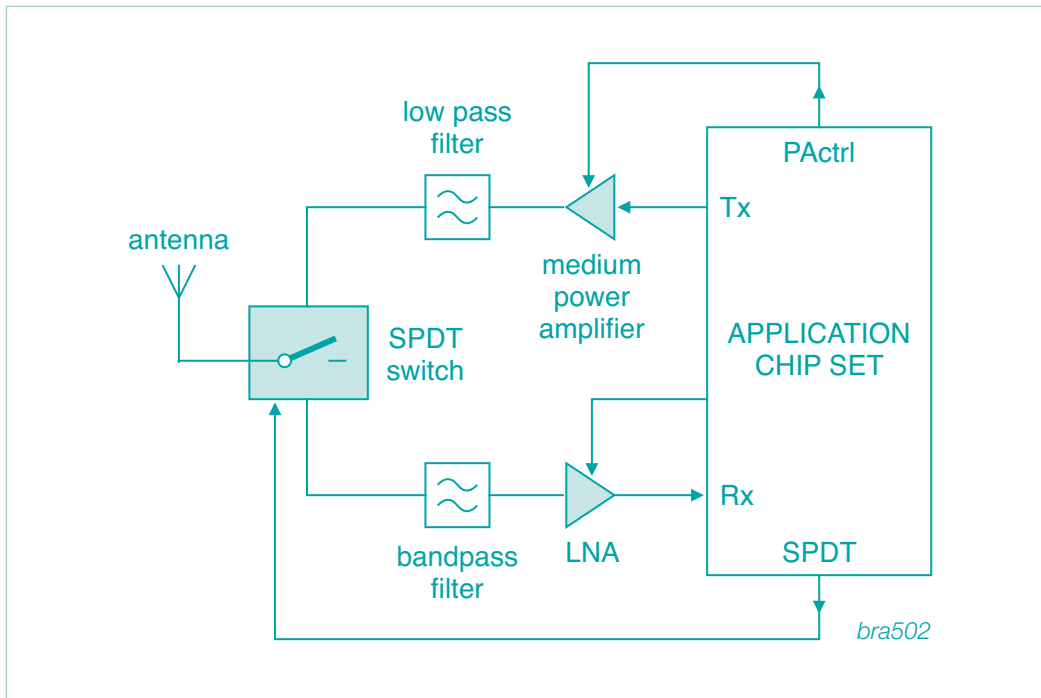 low pass
filter
PActrl
Tx
antenna
medium
power
amplifier
SPDT
switch
APPLICATION
CHIP SET
Rx
bandpass
filter
LNA
SPDT
bra502